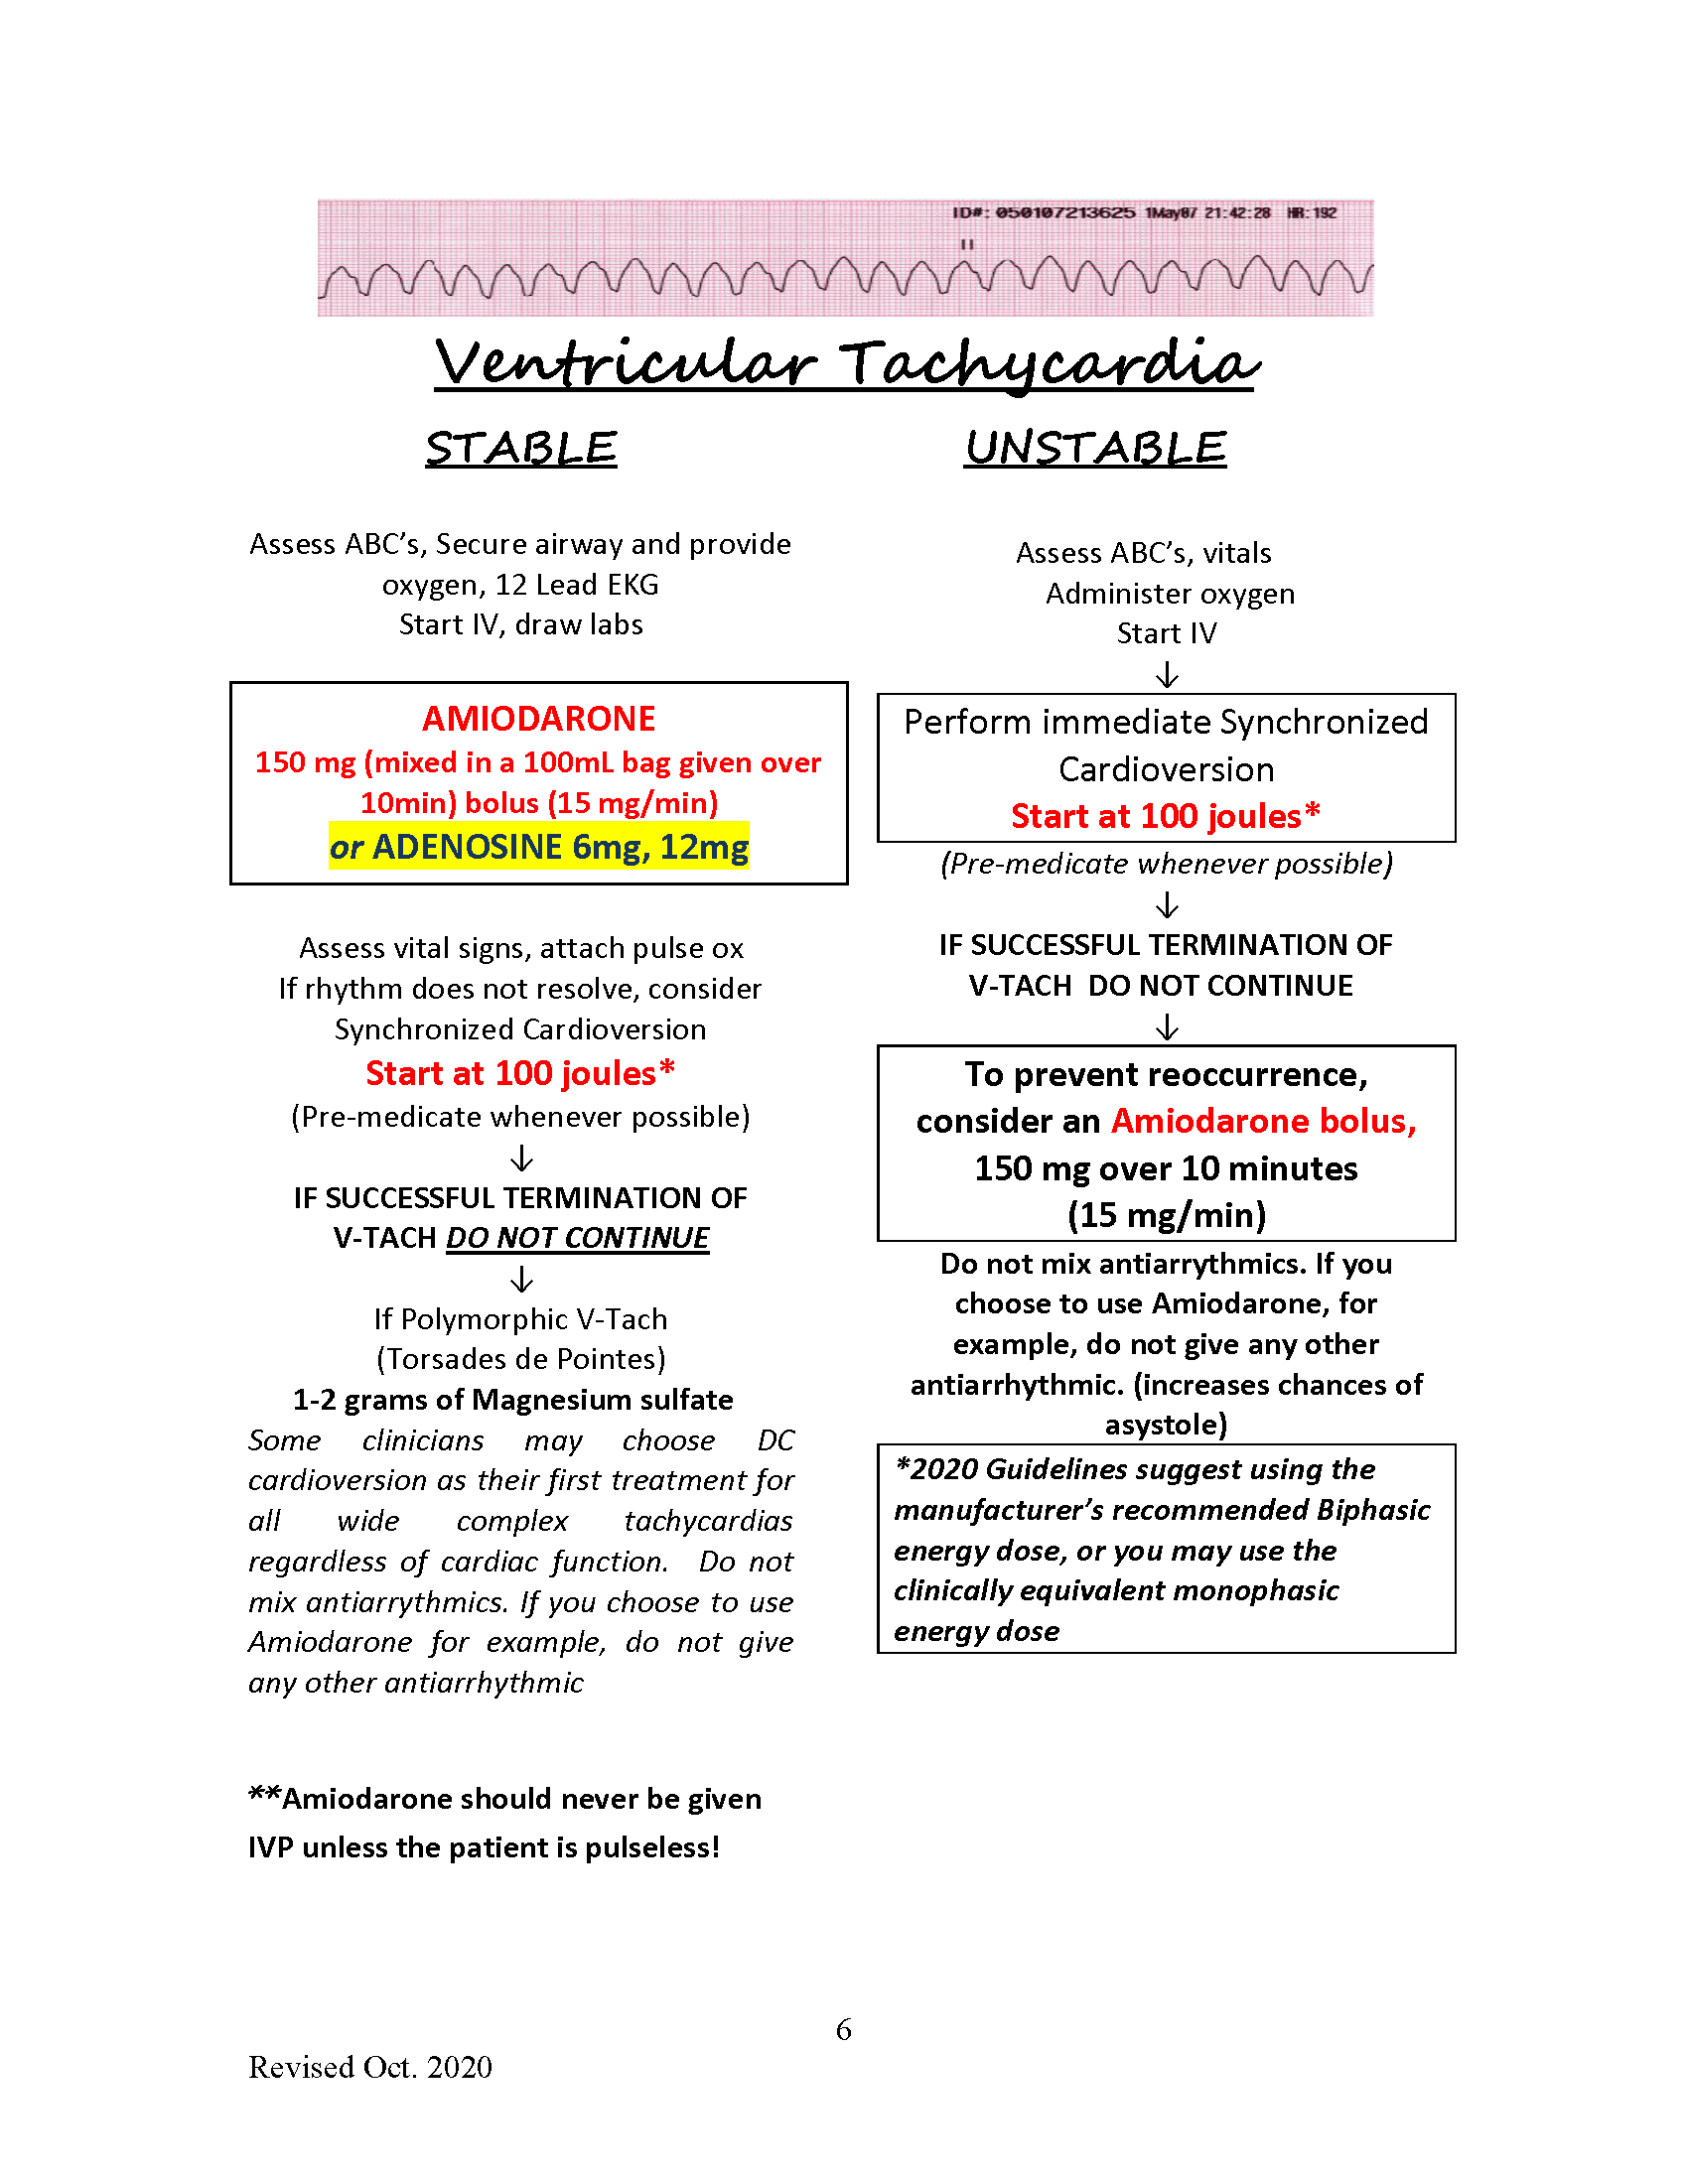 ID#: 050107213625 1May07 21:42:28 HR:192
II
Ventricular Tachycardia
STABLE
Assess ABC’s, Secure airway and provide
oxygen, 12 Lead EKG
Start IV, draw labs
AMIODARONE
150 mg (mixed in a 100mL bag given over
10min) bolus (15 mg/min)
or ADENOSINE 6mg, 12mg
Assess vital signs, attach pulse ox
If rhythm does not resolve, consider
Synchronized Cardioversion
Start at 100 joules*
(Pre-medicate whenever possible)
↓
IF SUCCESSFUL TERMINATION OF
V-TACH DO NOT CONTINUE
↓
If Polymorphic V-Tach
(Torsades de Pointes)
1-2 grams of Magnesium sulfate
Some clinicians may choose DC
cardioversion as their first treatment for
all wide complex tachycardias
regardless of cardiac function. Do not
mix antiarrythmics. If you choose to use
Amiodarone for example, do not give
any other antiarrhythmic
**Amiodarone should never be given
IVP unless the patient is pulseless!
UNSTABLE
Assess ABC’s, vitals
Administer oxygen
Start IV
↓
Perform immediate Synchronized
Cardioversion
Start at 100 joules*
(Pre-medicate whenever possible)
↓
IF SUCCESSFUL TERMINATION OF
V-TACH DO NOT CONTINUE
↓
To prevent reoccurrence,
consider an Amiodarone bolus,
150 mg over 10 minutes
(15 mg/min)
Do not mix antiarrythmics. If you
choose to use Amiodarone, for
example, do not give any other
antiarrhythmic. (increases chances of
asystole)
*2020 Guidelines suggest using the
manufacturer’s recommended Biphasic
energy dose, or you may use the
clinically equivalent monophasic
energy dose
6
Revised Oct. 2020